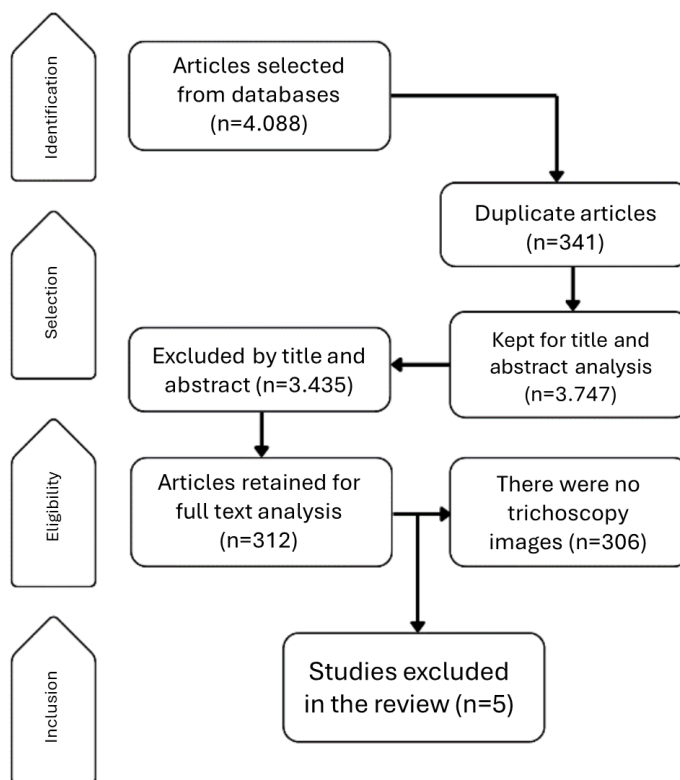 Identification
Articles selected
from databases
(n=4.088)
Duplicate articles
(n=341)
Selection
Kept for title and
abstract analysis
(n=3.747)
Excluded by title and
abstract (n=3.435)
Eligibility
Articles retained for
full text analysis
(n=312)
There were no
trichoscopy
images (n=306)
Inclusion
Studies excluded
in the review (n=5)